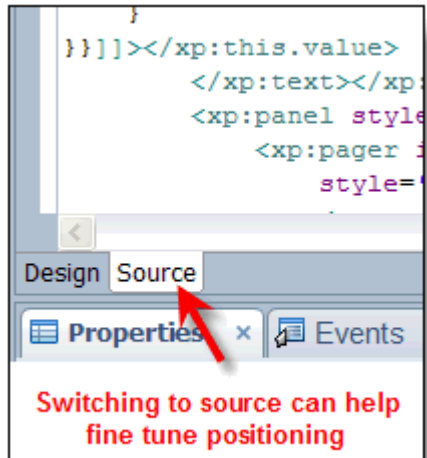 }
}}]]></xp:this.value>
</xp:text></xp:
<xp:panel style
<xp:pager i
style='
Design Source
Properties × Events
Switching to source can help
fine tune positioning